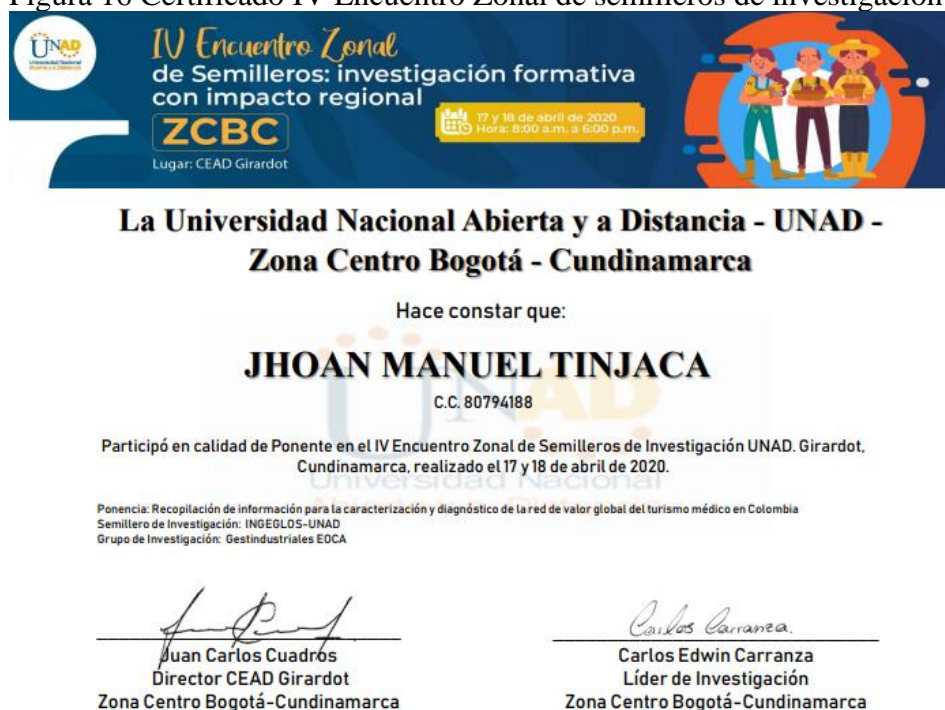 Figura 18 Certificado IV Encuentro Zonal de semilleros de investigación
UNAD
IV Encuentro Zonal
de Semilleros: investigación formativa
con impacto regional
ZCBC
17 y 18 de abril de 2020
Hora: 8:00 a.m. a 6:00 p.m.
Lugar: CEAD Girardot
La Universidad Nacional Abierta y a Distancia - UNAD -
Zona Centro Bogotá - Cundinamarca
Hace constar que:
JHOAN MANUEL TINJACA
C.C. 80794188
Participó en calidad de Ponente en el IV Encuentro Zonal de Semilleros de Investigación UNAD. Girardot,
Cundinamarca, realizado el 17 y 18 de abril de 2020.
UNAD
Universidad Nacional
Abierta y a Distancia
Ponencia: Recopilación de información para la caracterización y diagnóstico de la red de valor global del turismo médico en Colombia
Semillero de Investigación: INGEGLOS-UNAD
Grupo de Investigación: Gestindustriales EOCA
Carlos Carranza.
Juan Carlos Cuadros
Director CEAD Girardot
Zona Centro Bogotá-Cundinamarca
Carlos Edwin Carranza
Líder de Investigación
Zona Centro Bogotá-Cundinamarca